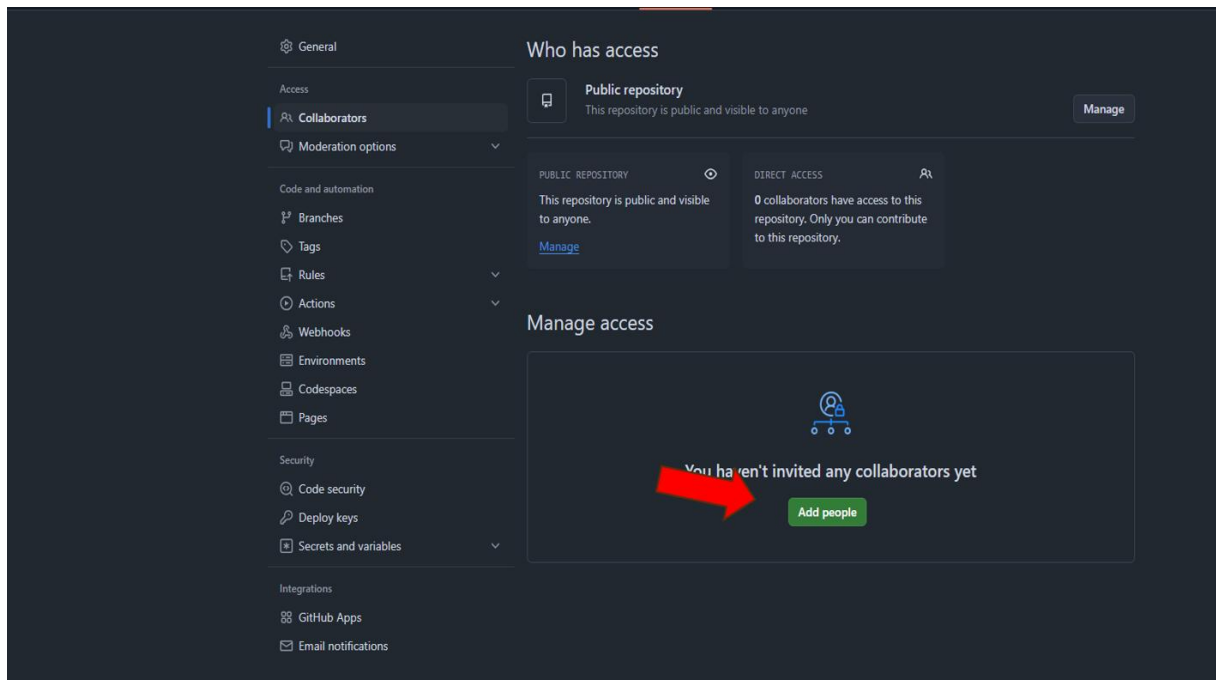 General
Access
Collaborators
Moderation options
Code and automation
Branches
Tags
Rules
Actions
Webhooks
Environments
Codespaces
Pages
Security
Code security
Deploy keys
Secrets and variables
Integrations
GitHub Apps
Email notifications
Who has access
Public repository
This repository is public and visible to anyone
Manage
PUBLIC REPOSITORY
This repository is public and visible
to anyone.
Manage
DIRECT ACCESS
0 collaborators have access to this
repository. Only you can contribute
to this repository.
Manage access
You haven't invited any collaborators yet
Add people